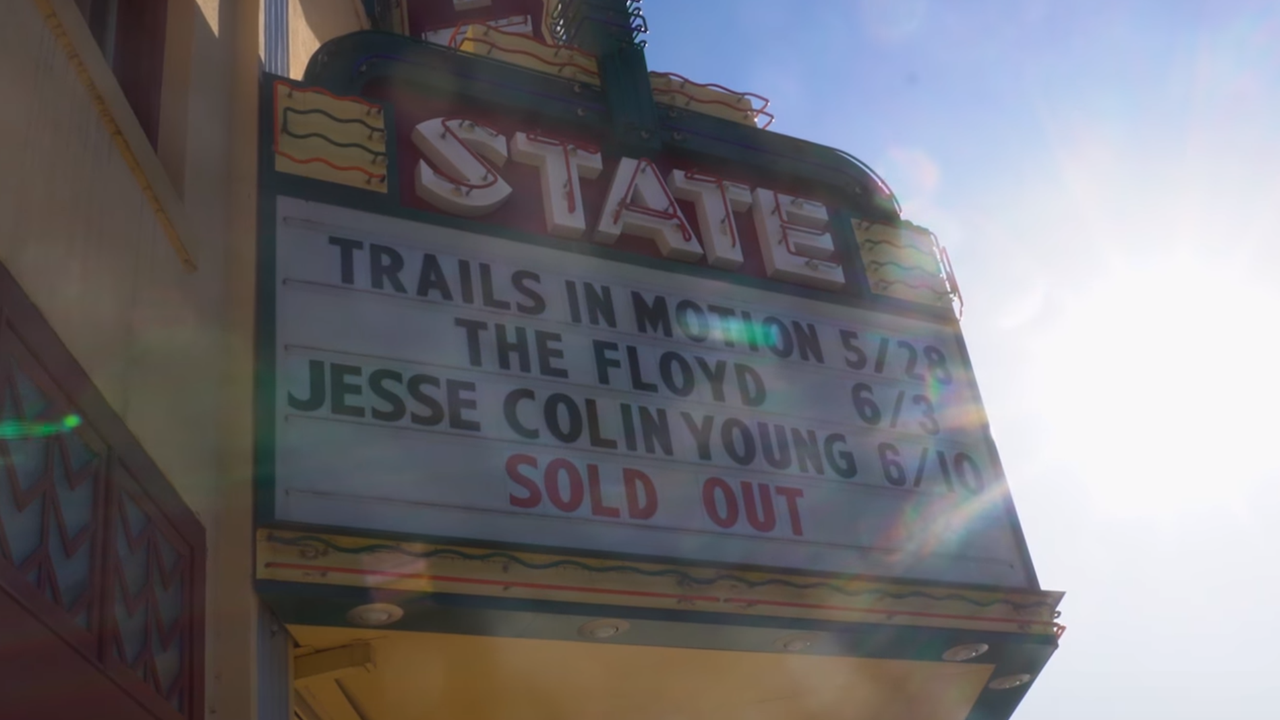 STATE
TRAILS IN MOTION 5/28
THE FLOYD 6/3
JESSE COLIN YOUNG 6/10
SOLD OUT